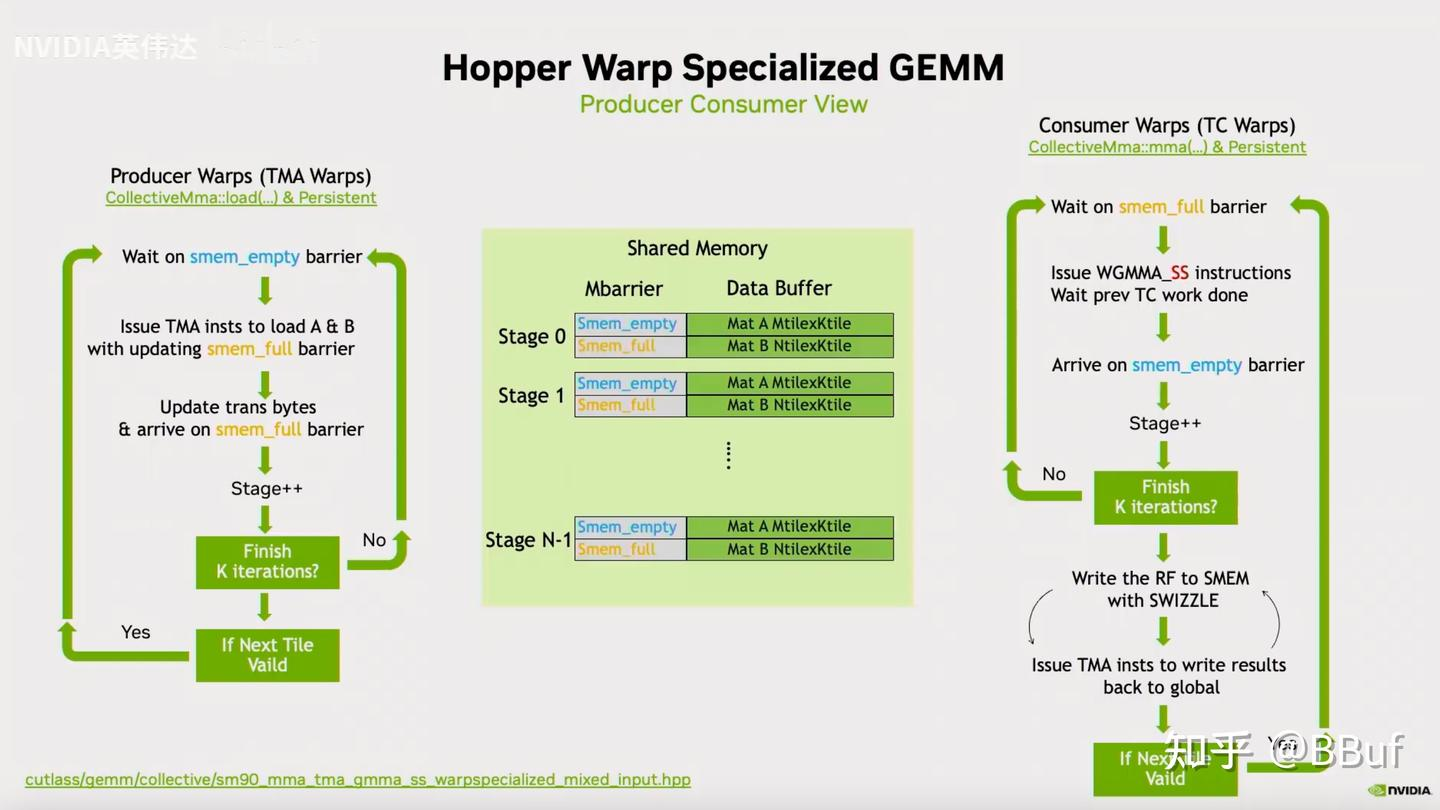 NVIDIA英伟达
Hopper Warp Specialized GEMM
Producer Consumer View
Producer Warps (TMA Warps)
CollectiveMma::load(...) & Persistent
Wait on smem_empty barrier
Issue TMA insts to load A & B
with updating smem_full barrier
Update trans bytes
& arrive on smem_full barrier
Stage++
Finish
K iterations?
No
Yes
If Next Tile
Vaild
Shared Memory
Mbarrier
Data Buffer
Stage 0
Smem_empty
Mat A MtilexKtile
Smem_full
Mat B NtilexKtile
Stage 1
Smem_empty
Mat A MtilexKtile
Smem_full
Mat B NtilexKtile
Stage N-1
Smem_empty
Mat A MtilexKtile
Smem_full
Mat B NtilexKtile
Consumer Warps (TC Warps)
CollectiveMma::mma(...) & Persistent
Wait on smem_full barrier
Issue WGMMA_SS instructions
Wait prev TC work done
Arrive on smem_empty barrier
Stage++
No
Finish
K iterations?
Write the RF to SMEM
with SWIZZLE
Issue TMA insts to write results
back to global
If Next Tile
Vaild
Yes
知乎 @BBuf
cutlass/gemm/collective/sm90_mma_tma_gmma_ss_warpspecialized_mixed_input.hpp
NVIDIA.